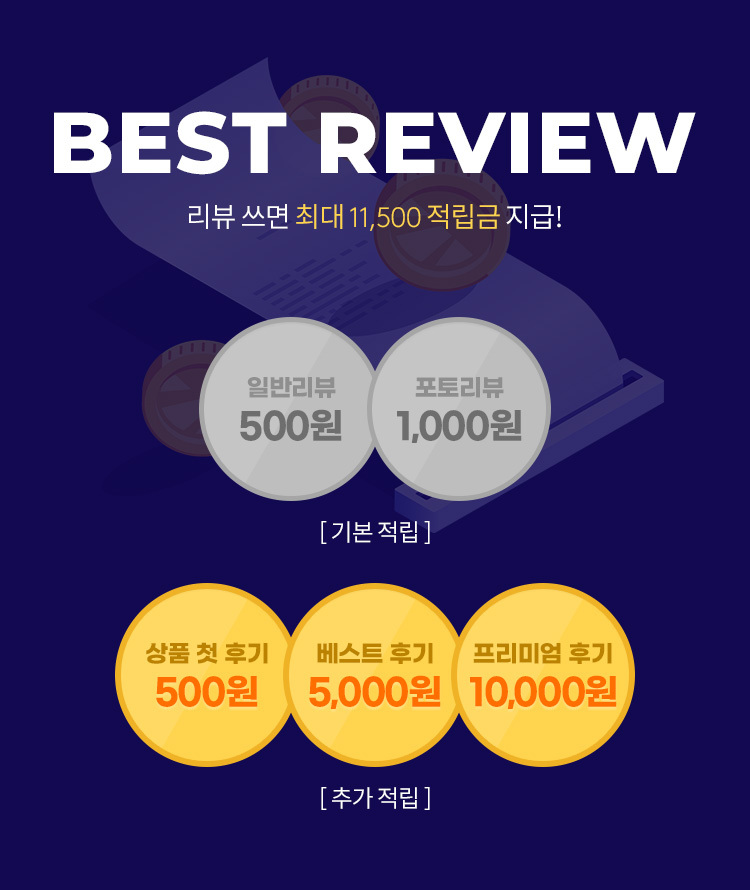 BEST REVIEW
리뷰 쓰면 최대 11,500 적립금 지급!
일반리뷰
500원
포토리뷰
1,000원
[ 기본 적립 ]
상품 첫 후기
500원
베스트 후기
5,000원
프리미엄 후기
10,000원
[ 추가 적립 ]